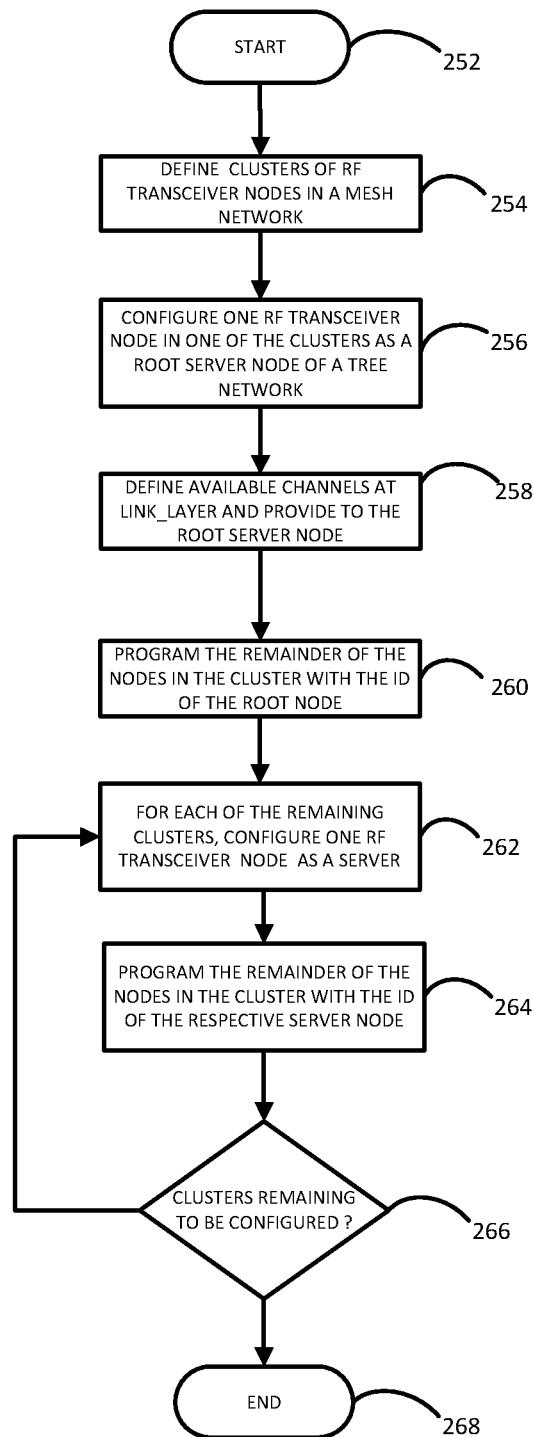 START
252
DEFINE CLUSTERS OF RF
TRANSCEIVER NODES IN A MESH
NETWORK
254
CONFIGURE ONE RF TRANSCEIVER
NODE IN ONE OF THE CLUSTERS AS A
ROOT SERVER NODE OF A TREE
NETWORK
256
DEFINE AVAILABLE CHANNELS AT
LINK_LAYER AND PROVIDE TO THE
ROOT SERVER NODE
258
PROGRAM THE REMAINDER OF THE
NODES IN THE CLUSTER WITH THE ID
OF THE ROOT NODE
260
FOR EACH OF THE REMAINING
CLUSTERS, CONFIGURE ONE RF
TRANSCEIVER NODE AS A SERVER
262
PROGRAM THE REMAINDER OF THE
NODES IN THE CLUSTER WITH THE ID
OF THE RESPECTIVE SERVER NODE
264
CLUSTERS REMAINING
TO BE CONFIGURED ?
266
END
268